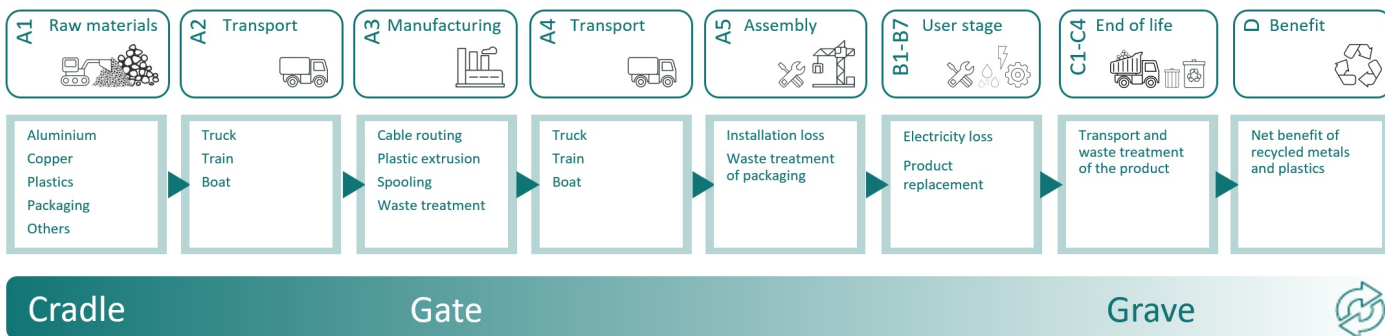 A1 Raw materials
A2 Transport
A3 Manufacturing
A4 Transport
A5 Assembly
B1-B7 User stage
C1-C4 End of life
D Benefit
Aluminium
Copper
Plastics
Packaging
Others
Truck
Train
Boat
Cable routing
Plastic extrusion
Spooling
Waste treatment
Truck
Train
Boat
Installation loss
Waste treatment
of packaging
Electricity loss
Product
replacement
Transport and
waste treatment
of the product
Net benefit of
recycled metals
and plastics
Cradle
Gate
Grave